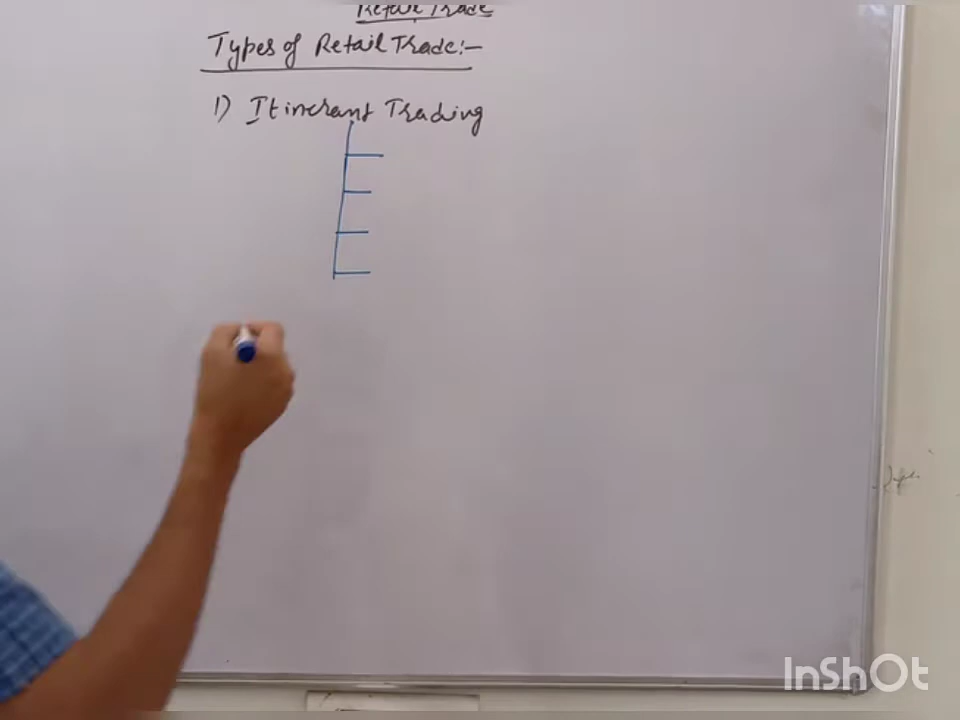 Retail Trade
Types of Retail Trade:-
1) Itinerant Trading
InShOt